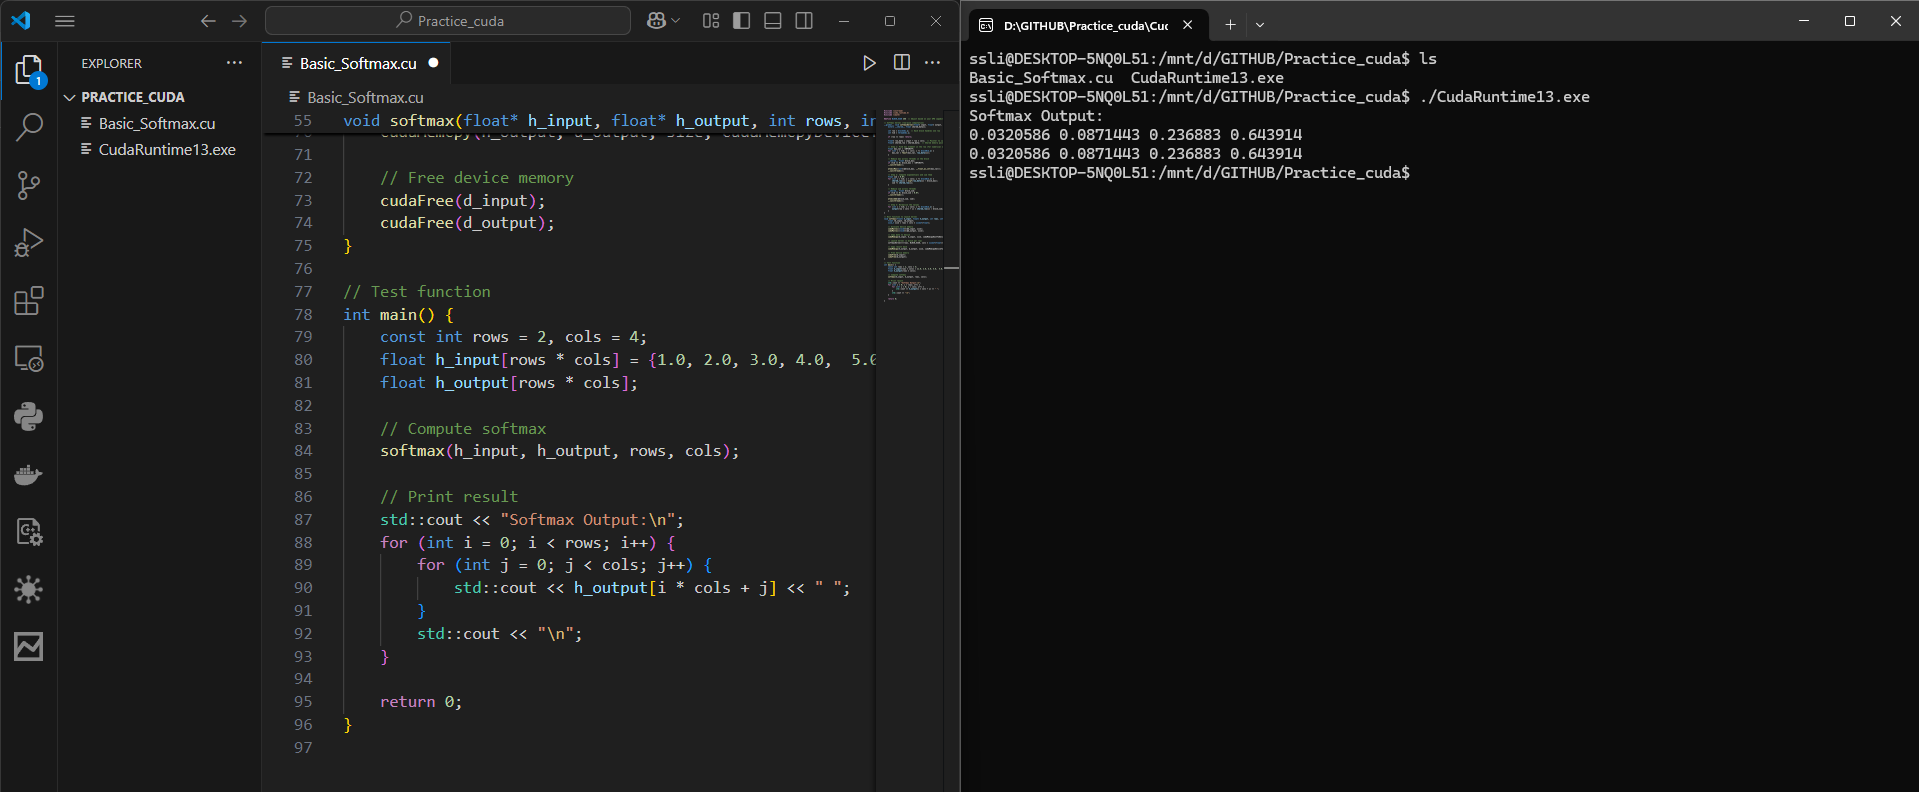 Practice_cuda
EXPLORER
PRACTICE_CUDA
Basic_Softmax.cu
CudaRuntime13.exe
1
Basic_Softmax.cu
Basic_Softmax.cu
55 void softmax(float* h_input, float* h_output, int rows, in
71
72 // Free device memory
73 cudaFree(d_input);
74 cudaFree(d_output);
75 }
76
77 // Test function
78 int main() {
79 const int rows = 2, cols = 4;
80 float h_input[rows * cols] = {1.0, 2.0, 3.0, 4.0, 5.0
81 float h_output[rows * cols];
82
83 // Compute softmax
84 softmax(h_input, h_output, rows, cols);
85
86 // Print result
87 std::cout << "Softmax Output:\n";
88 for (int i = 0; i < rows; i++) {
89 for (int j = 0; j < cols; j++) {
90 std::cout << h_output[i * cols + j] << " ";
91 }
92 std::cout << "\n";
93 }
94
95 return 0;
96 }
97
D:\GITHUB\Practice_cuda\Cuc
ssli@DESKTOP-5NQ0L51:/mnt/d/GITHUB/Practice_cuda$ ls
Basic_Softmax.cu  CudaRuntime13.exe
ssli@DESKTOP-5NQ0L51:/mnt/d/GITHUB/Practice_cuda$ ./CudaRuntime13.exe
Softmax Output:
0.0320586 0.0871443 0.236883 0.643914
0.0320586 0.0871443 0.236883 0.643914
ssli@DESKTOP-5NQ0L51:/mnt/d/GITHUB/Practice_cuda$